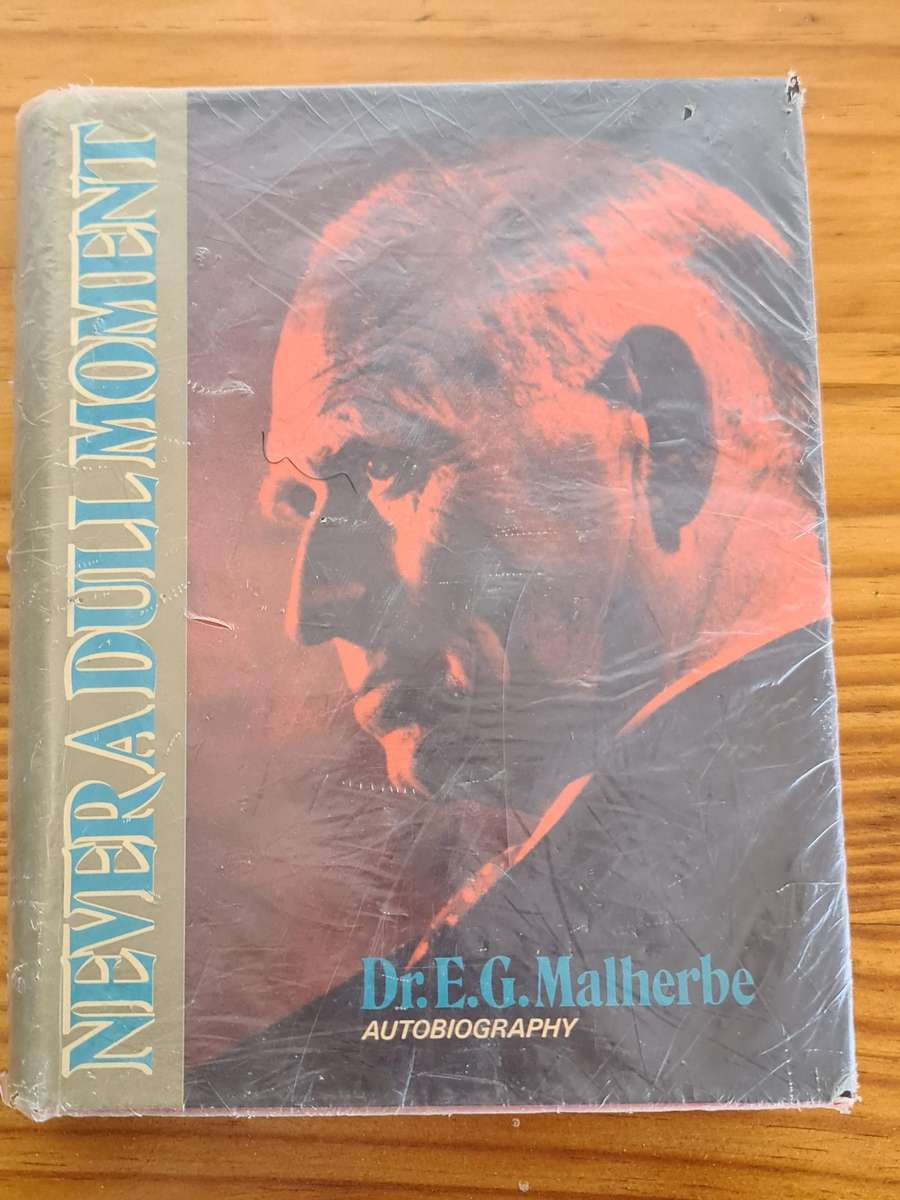 NEVER A DULL MOMENT
Dr. E.G. Malherbe
AUTOBIOGRAPHY